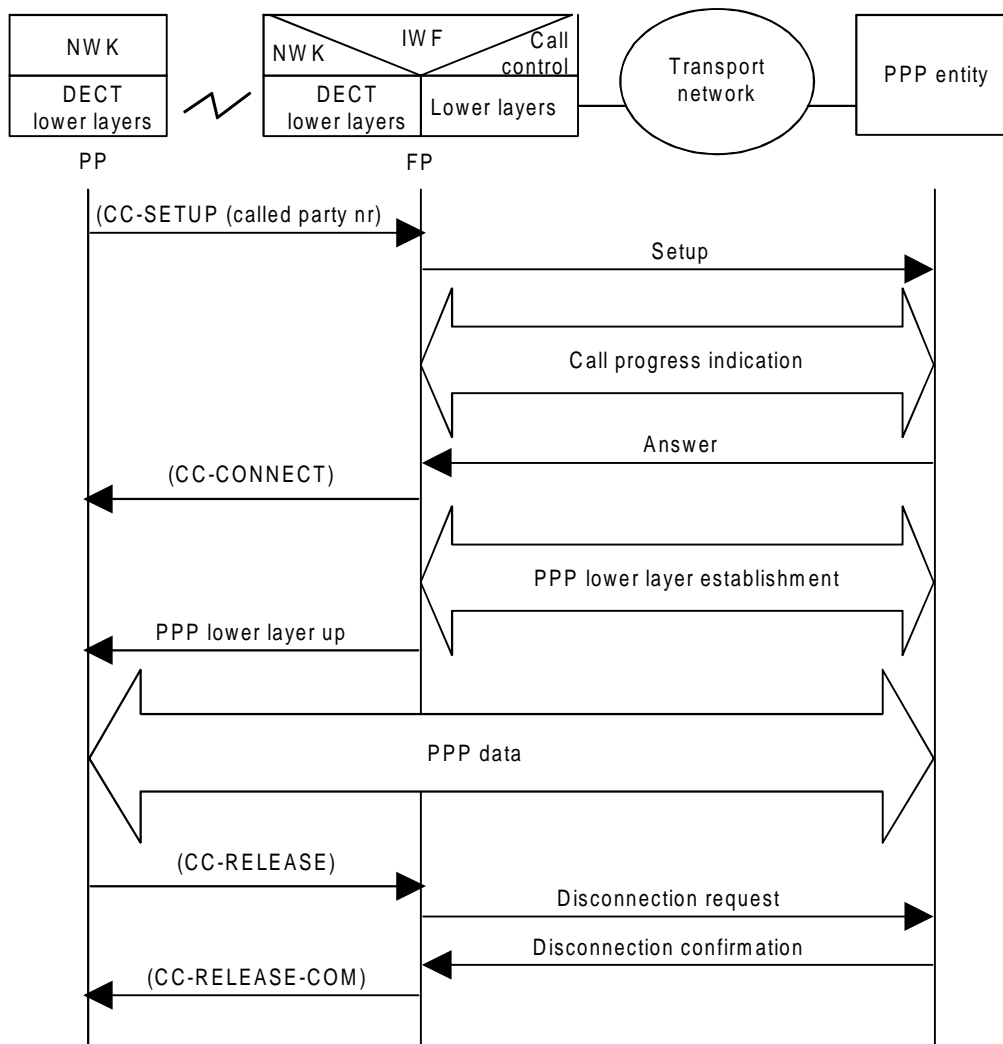 NWK
DECT
lower layers
NWK
IWF
Call
control
DECT
lower layers
Lower layers
Transport
network
PPP entity
PP
FP
(CC-SETUP (called party nr)
Setup
Call progress indication
Answer
(CC-CONNECT)
PPP lower layer establishment
PPP lower layer up
PPP data
(CC-RELEASE)
Disconnection request
Disconnection confirmation
(CC-RELEASE-COM)